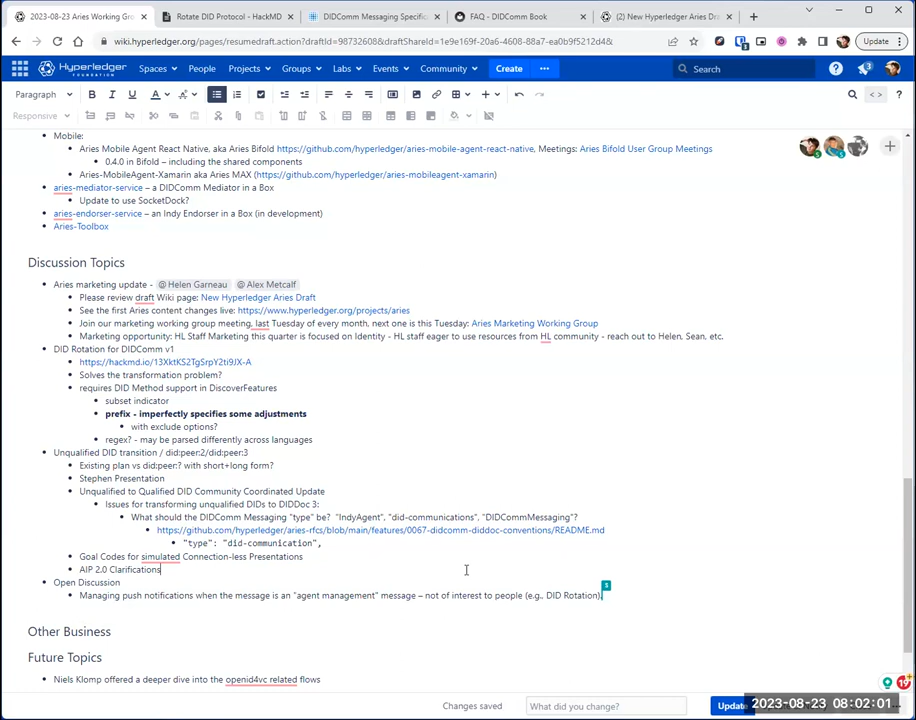 2023-08-23 Aries Working Gro
Rotate DID Protocol - HackMD
DIDComm Messaging Specific
FAQ - DIDComm Book
(2) New Hyperledger Aries Dra
wiki.hyperledger.org/pages/resumedraft.action?draftId=98732608&draftShareId=1e9e169f-20a6-4608-88a7-ea0b9f5212d4&
Update
HYPERLEDGER FOUNDATION
Spaces People Projects Groups Labs Events Community Create ··· Search
Paragraph B I U A
Responsive
Mobile:
Aries Mobile Agent React Native, aka Aries Bifold https://github.com/hyperledger/aries-mobile-agent-react-native, Meetings: Aries Bifold User Group Meetings
0.4.0 in Bifold – including the shared components
Aries-MobileAgent-Xamarin aka Aries MAX (https://github.com/hyperledger/aries-mobileagent-xamarin)
aries-mediator-service – a DIDComm Mediator in a Box
Update to use SocketDock?
aries-endorser-service – an Indy Endorser in a Box (in development)
Aries-Toolbox
Discussion Topics
Aries marketing update - @ Helen Garneau @ Alex Metcalf
Please review draft Wiki page: New Hyperledger Aries Draft
See the first Aries content changes live: https://www.hyperledger.org/projects/aries
Join our marketing working group meeting, last Tuesday of every month, next one is this Tuesday: Aries Marketing Working Group
Marketing opportunity: HL Staff Marketing this quarter is focused on Identity - HL staff eager to use resources from HL community - reach out to Helen, Sean, etc.
DID Rotation for DIDComm v1
https://hackmd.io/13XktKS2TgSrpY2ti9JX-A
Solves the transformation problem?
requires DID Method support in DiscoverFeatures
subset indicator
prefix - imperfectly specifies some adjustments
with exclude options?
regex? - may be parsed differently across languages
Unqualified DID transition / did:peer:2/did:peer:3
Existing plan vs did:peer:? with short+long form?
Stephen Presentation
Unqualified to Qualified DID Community Coordinated Update
Issues for transforming unqualified DIDs to DIDDoc 3:
What should the DIDComm Messaging "type" be? "IndyAgent", "did-communications", "DIDCommMessaging"?
https://github.com/hyperledger/aries-rfcs/blob/main/features/0067-didcomm-diddoc-conventions/README.md
"type": "did-communication",
Goal Codes for simulated Connection-less Presentations
AIP 2.0 Clarifications
Open Discussion
S
Managing push notifications when the message is an "agent management" message – not of interest to people (e.g., DID Rotation).
Other Business
Future Topics
Niels Klomp offered a deeper dive into the openid4vc related flows
Changes saved What did you change? Update
2023-08-23 08:02:01